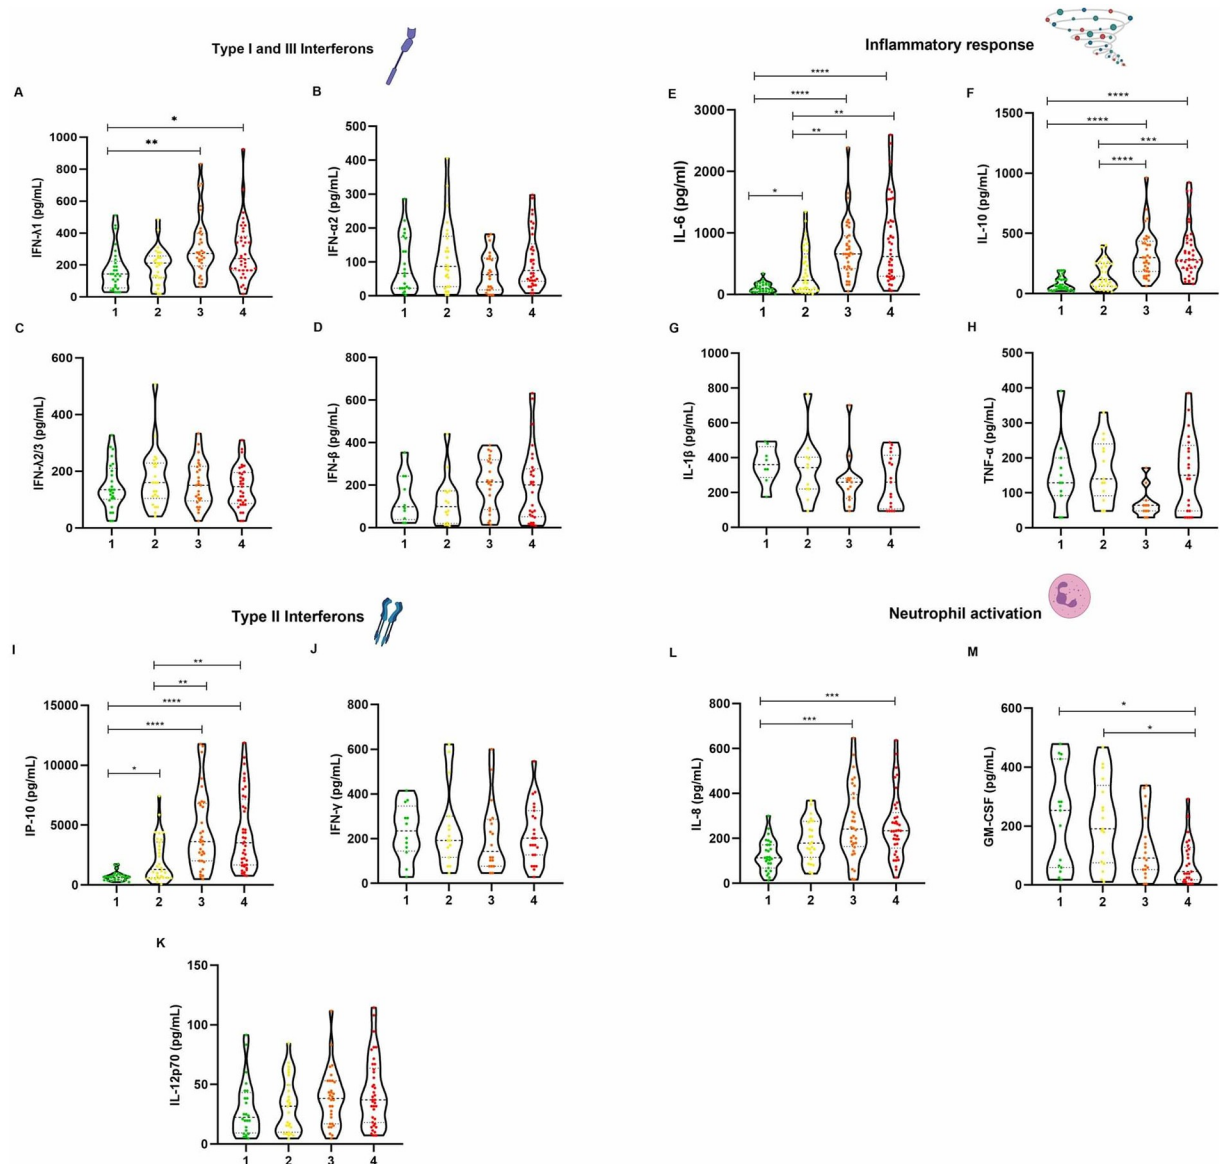 Type I and III Interferons
Inflammatory response
A
B
E
F
IFN-λ1 (pg/mL)
1000
800
600
400
200
0
1 2 3 4
*
**
IFN-α2 (pg/mL)
500
400
300
200
100
0
1 2 3 4
IL-6 (pg/ml)
3000
2000
1000
0
1 2 3 4
****
****
**
**
*
IL-10 (pg/mL)
1500
1000
500
0
1 2 3 4
****
****
***
****
C
D
G
H
IFN-λ2/3 (pg/mL)
600
400
200
0
1 2 3 4
IFN-β (pg/mL)
800
600
400
200
0
1 2 3 4
IL-1β (pg/mL)
1000
800
600
400
200
0
1 2 3 4
TNF-α (pg/mL)
500
400
300
200
100
0
1 2 3 4
Type II Interferons
Neutrophil activation
I
J
L
M
IP-10 (pg/mL)
15000
10000
5000
0
1 2 3 4
**
**
****
****
*
IFN-γ (pg/mL)
800
600
400
200
0
1 2 3 4
IL-8 (pg/mL)
800
600
400
200
0
1 2 3 4
***
***
GM-CSF (pg/mL)
600
400
200
0
1 2 3 4
*
*
K
IL-12p70 (pg/mL)
150
100
50
0
1 2 3 4